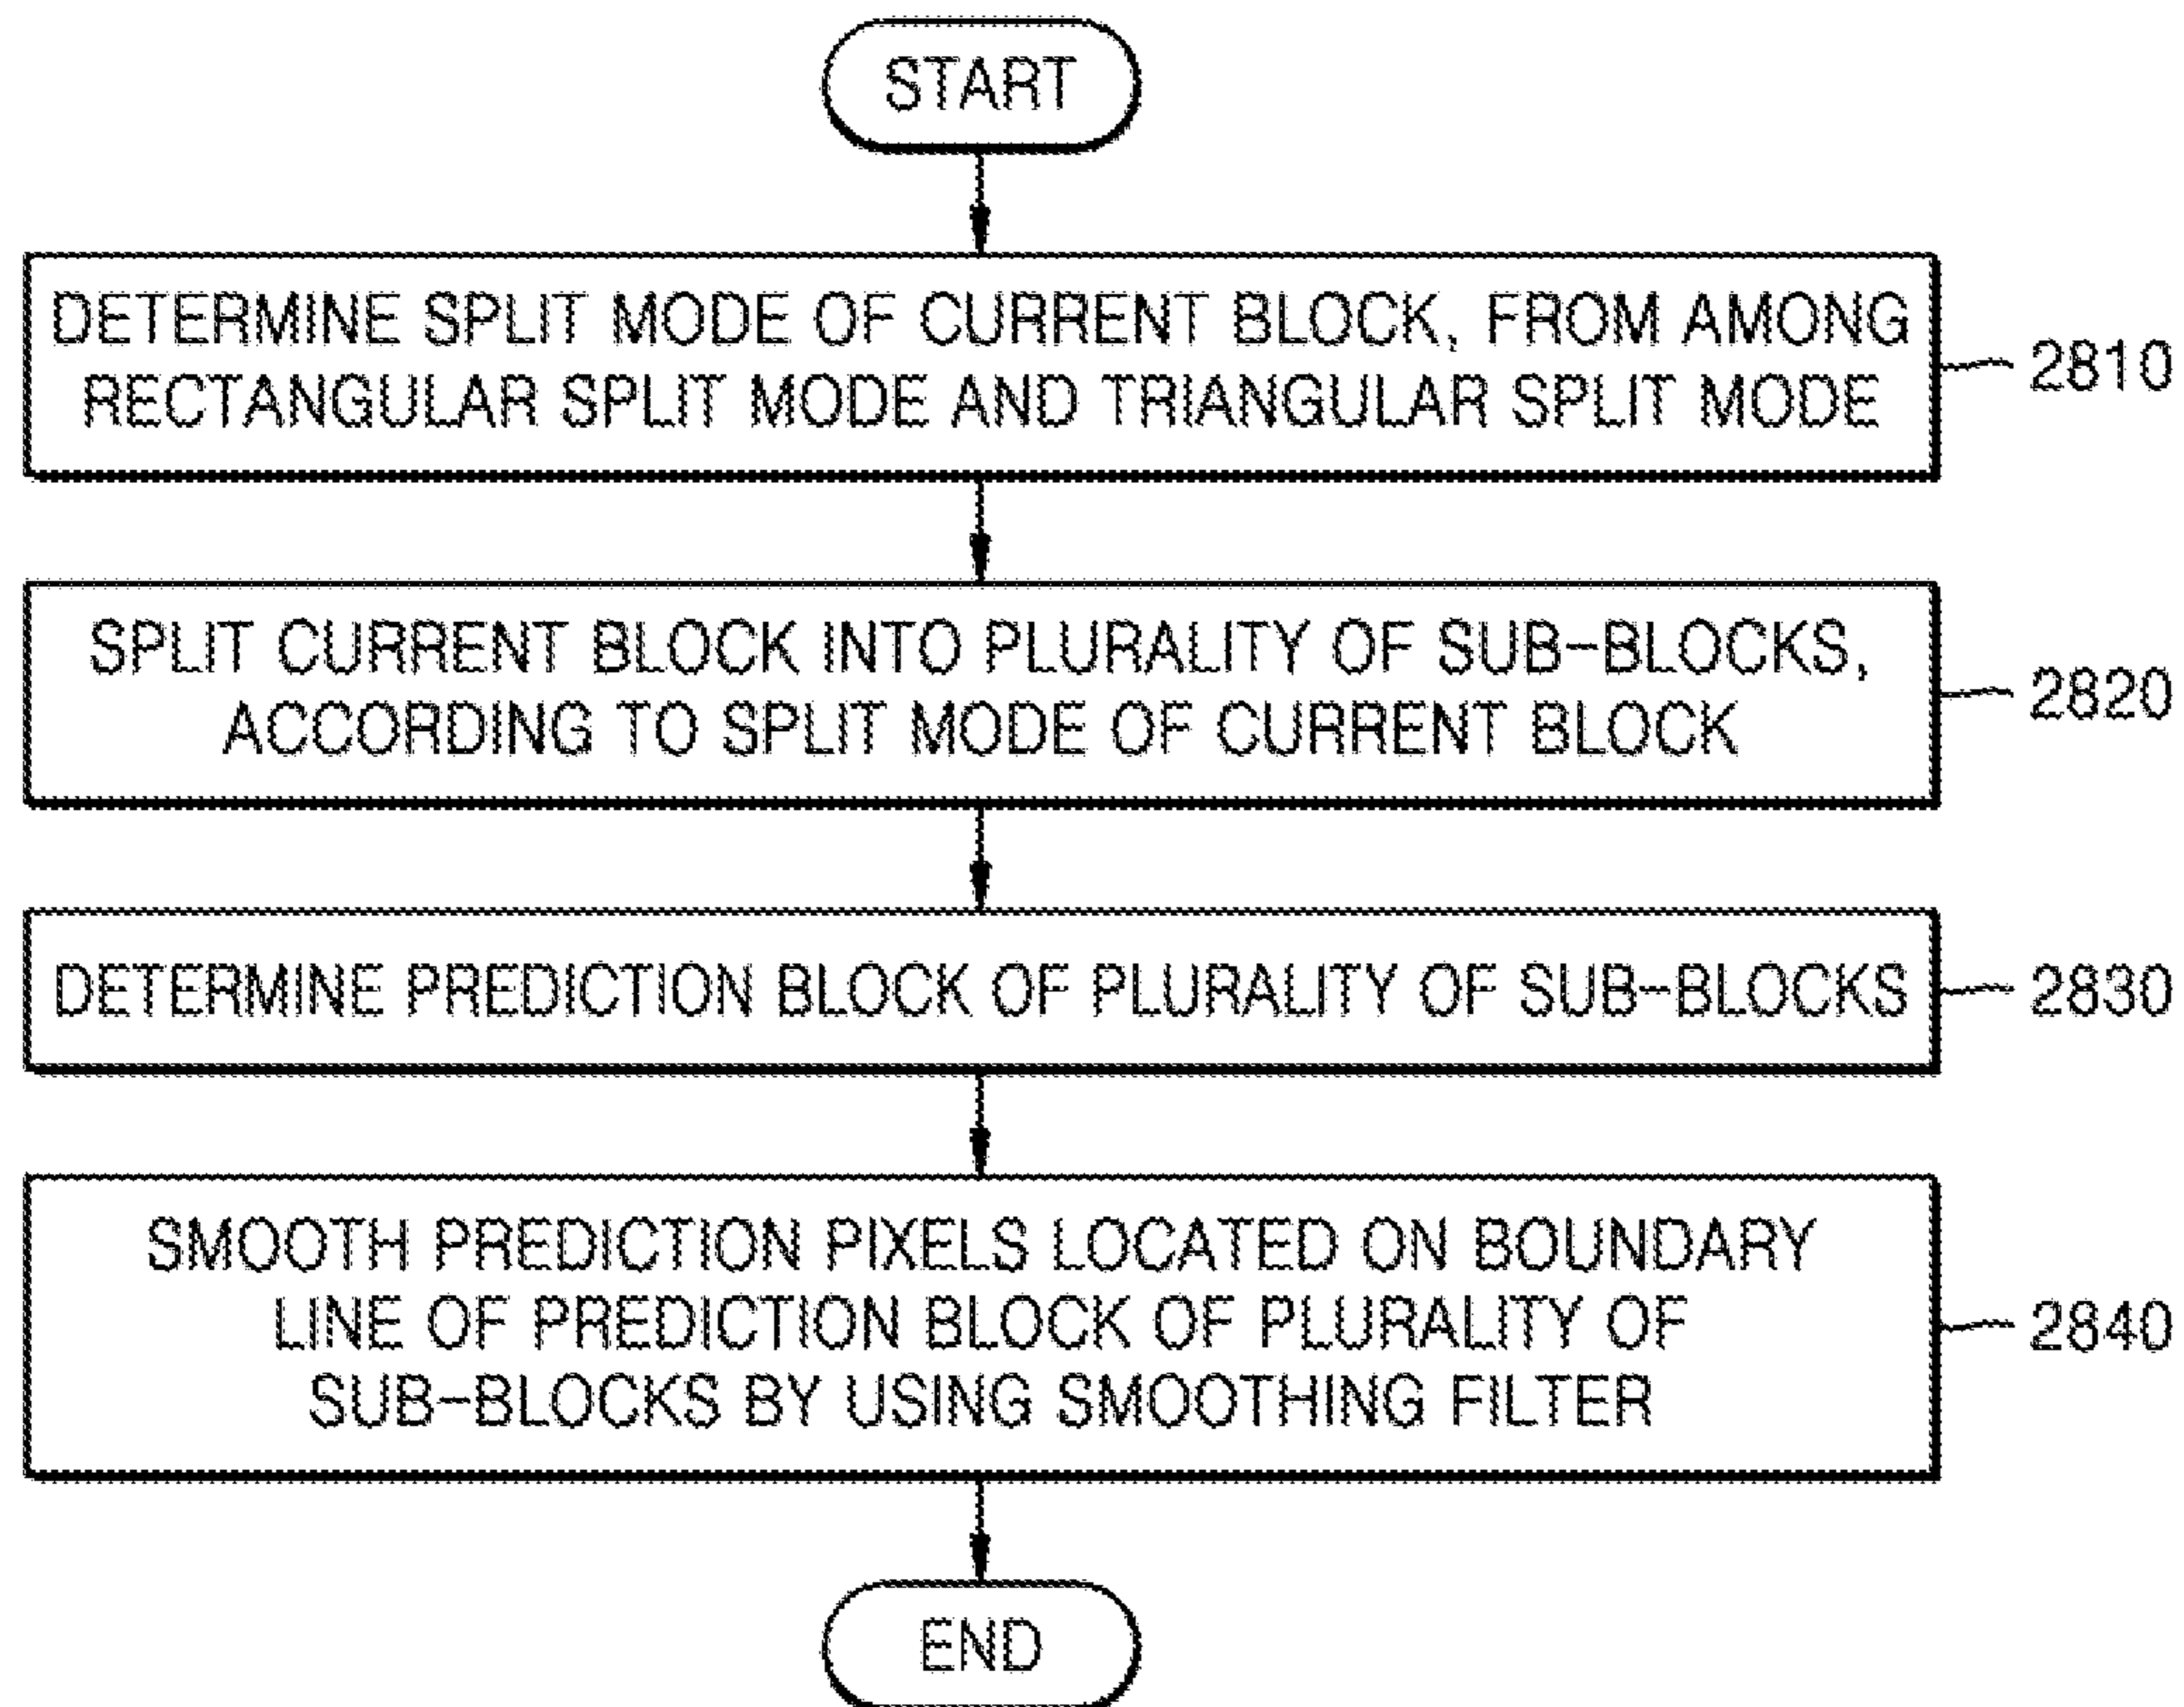 START
DETERMINE SPLIT MODE OF CURRENT BLOCK, FROM AMONG
RECTANGULAR SPLIT MODE AND TRIANGULAR SPLIT MODE
2810
SPLIT CURRENT BLOCK INTO PLURALITY OF SUB-BLOCKS,
ACCORDING TO SPLIT MODE OF CURRENT BLOCK
2820
DETERMINE PREDICTION BLOCK OF PLURALITY OF SUB-BLOCKS
2830
SMOOTH PREDICTION PIXELS LOCATED ON BOUNDARY
LINE OF PREDICTION BLOCK OF PLURALITY OF
SUB-BLOCKS BY USING SMOOTHING FILTER
2840
END